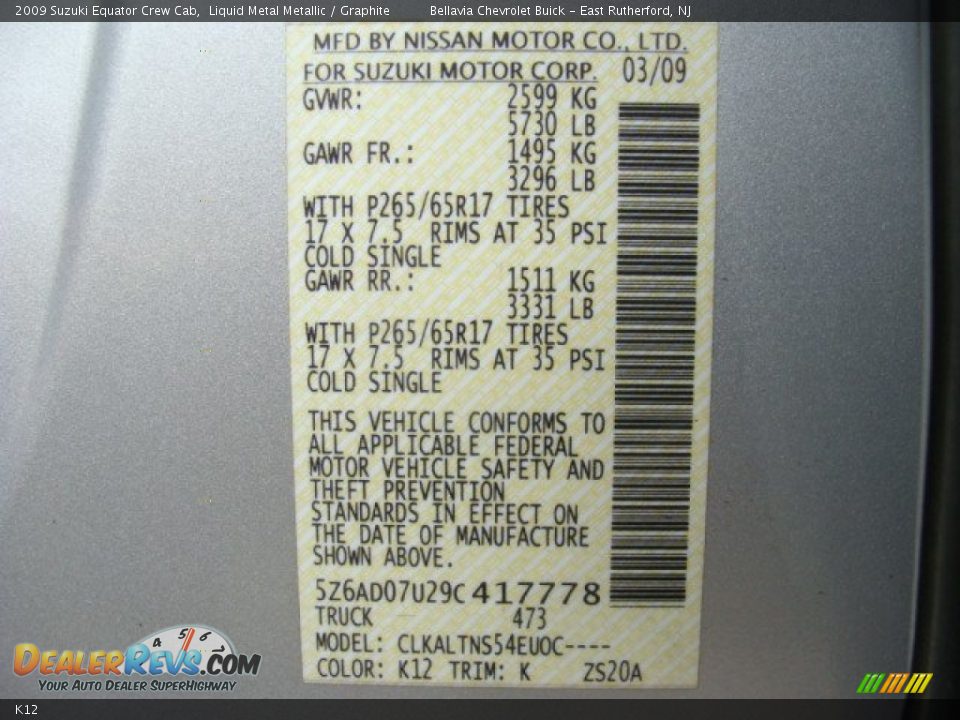 2009 Suzuki Equator Crew Cab, Liquid Metal Metallic / Graphite Bellavia Chevrolet Buick - East Rutherford, NJ
MFD BY NISSAN MOTOR CO., LTD.
FOR SUZUKI MOTOR CORP. 03/09
GVWR: 2599 KG
5730 LB
GAWR FR.: 1495 KG
3296 LB
WITH P265/65R17 TIRES
17 X 7.5 RIMS AT 35 PSI
COLD SINGLE
GAWR RR.: 1511 KG
3331 LB
WITH P265/65R17 TIRES
17 X 7.5 RIMS AT 35 PSI
COLD SINGLE
THIS VEHICLE CONFORMS TO
ALL APPLICABLE FEDERAL
MOTOR VEHICLE SAFETY AND
THEFT PREVENTION
STANDARDS IN EFFECT ON
THE DATE OF MANUFACTURE
SHOWN ABOVE.
5Z6AD07U29C417778
TRUCK 473
MODEL: CLKALTNS54EUOC----
COLOR: K12 TRIM: K ZS20A
4 5 6
DEALERREVS.COM
YOUR AUTO DEALER SUPERHIGHWAY
K12